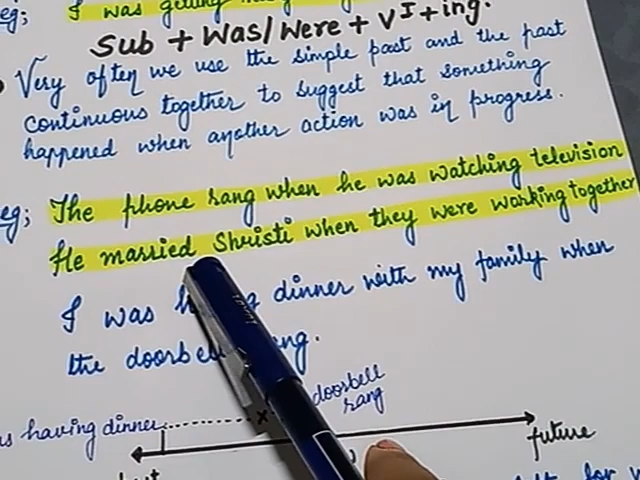 eg; I was getting
Sub + Was/Were + V I + ing.
Very often we use the simple past and the past
continuous together to suggest that something
happened when another action was in progress.
eg; The phone rang when he was watching television
He married Shristi when they were working together
I was dinner with my family when
the
doorbell
rang
having dinner
future